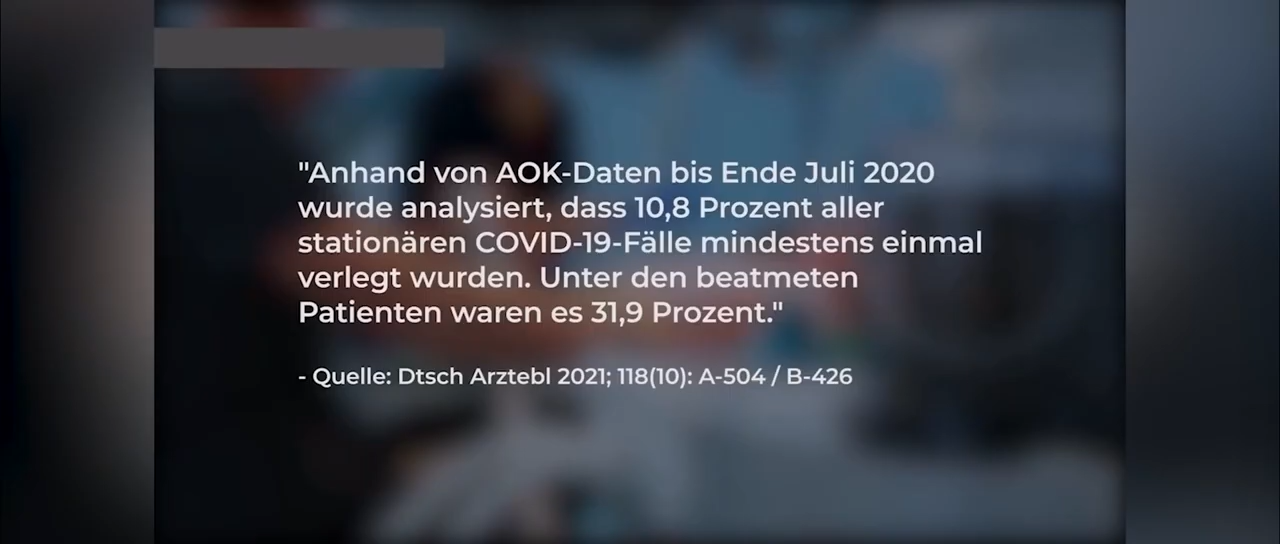 "Anhand von AOK-Daten bis Ende Juli 2020
wurde analysiert, dass 10,8 Prozent aller
stationären COVID-19-Fälle mindestens einmal
verlegt wurden. Unter den beatmeten
Patienten waren es 31,9 Prozent."
- Quelle: Dtsch Arztebl 2021; 118(10): A-504 / B-426